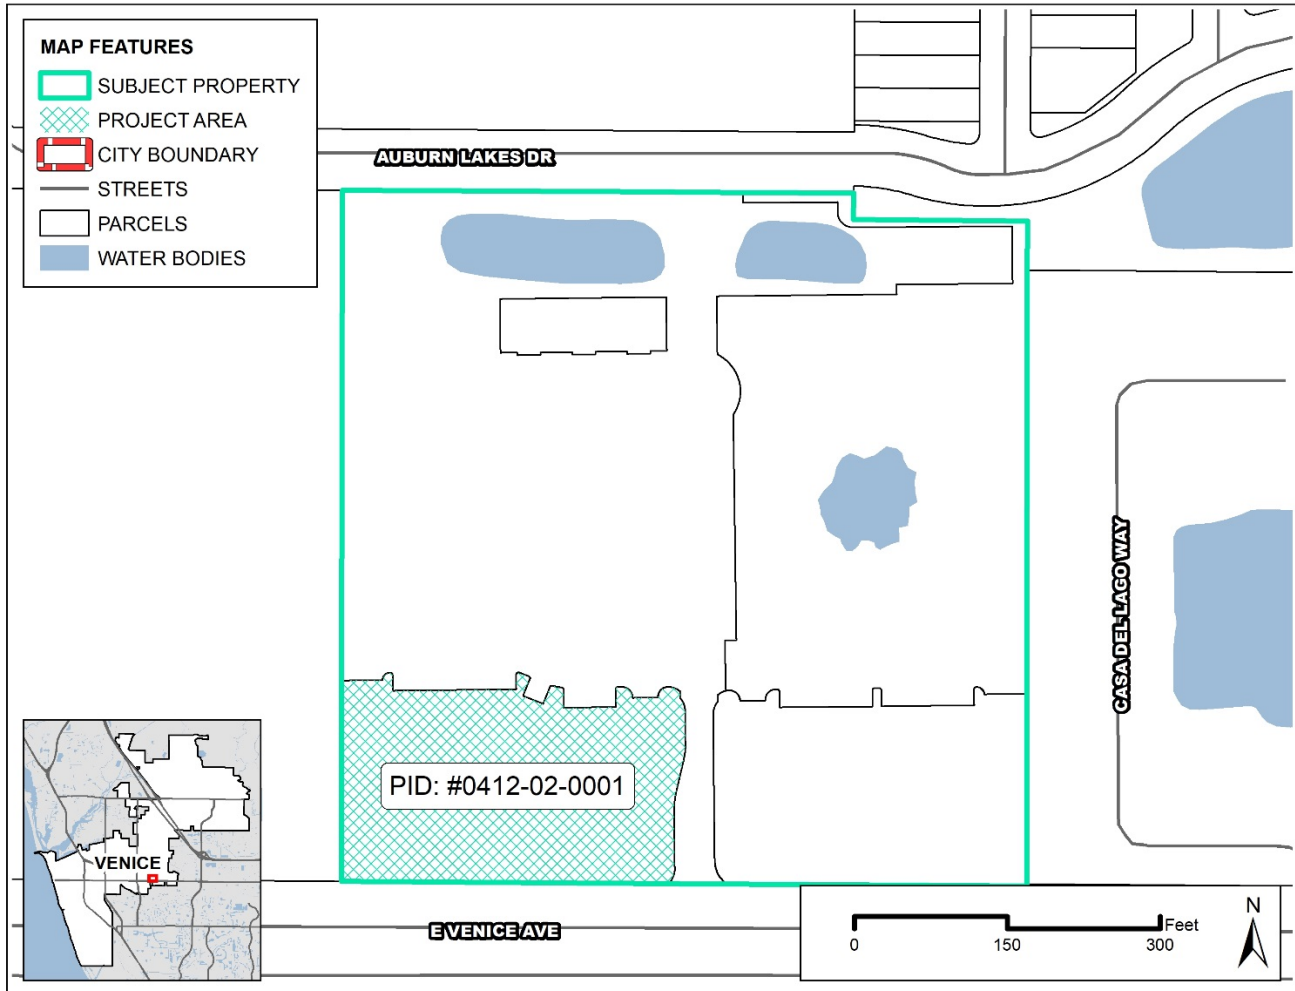 MAP FEATURES
SUBJECT PROPERTY
PROJECT AREA
CITY BOUNDARY
STREETS
PARCELS
WATER BODIES
AUBURN LAKES DR
CASA DEL LAGO WAY
PID: #0412-02-0001
VENICE
E VENICE AVE
0 150 300 Feet
N